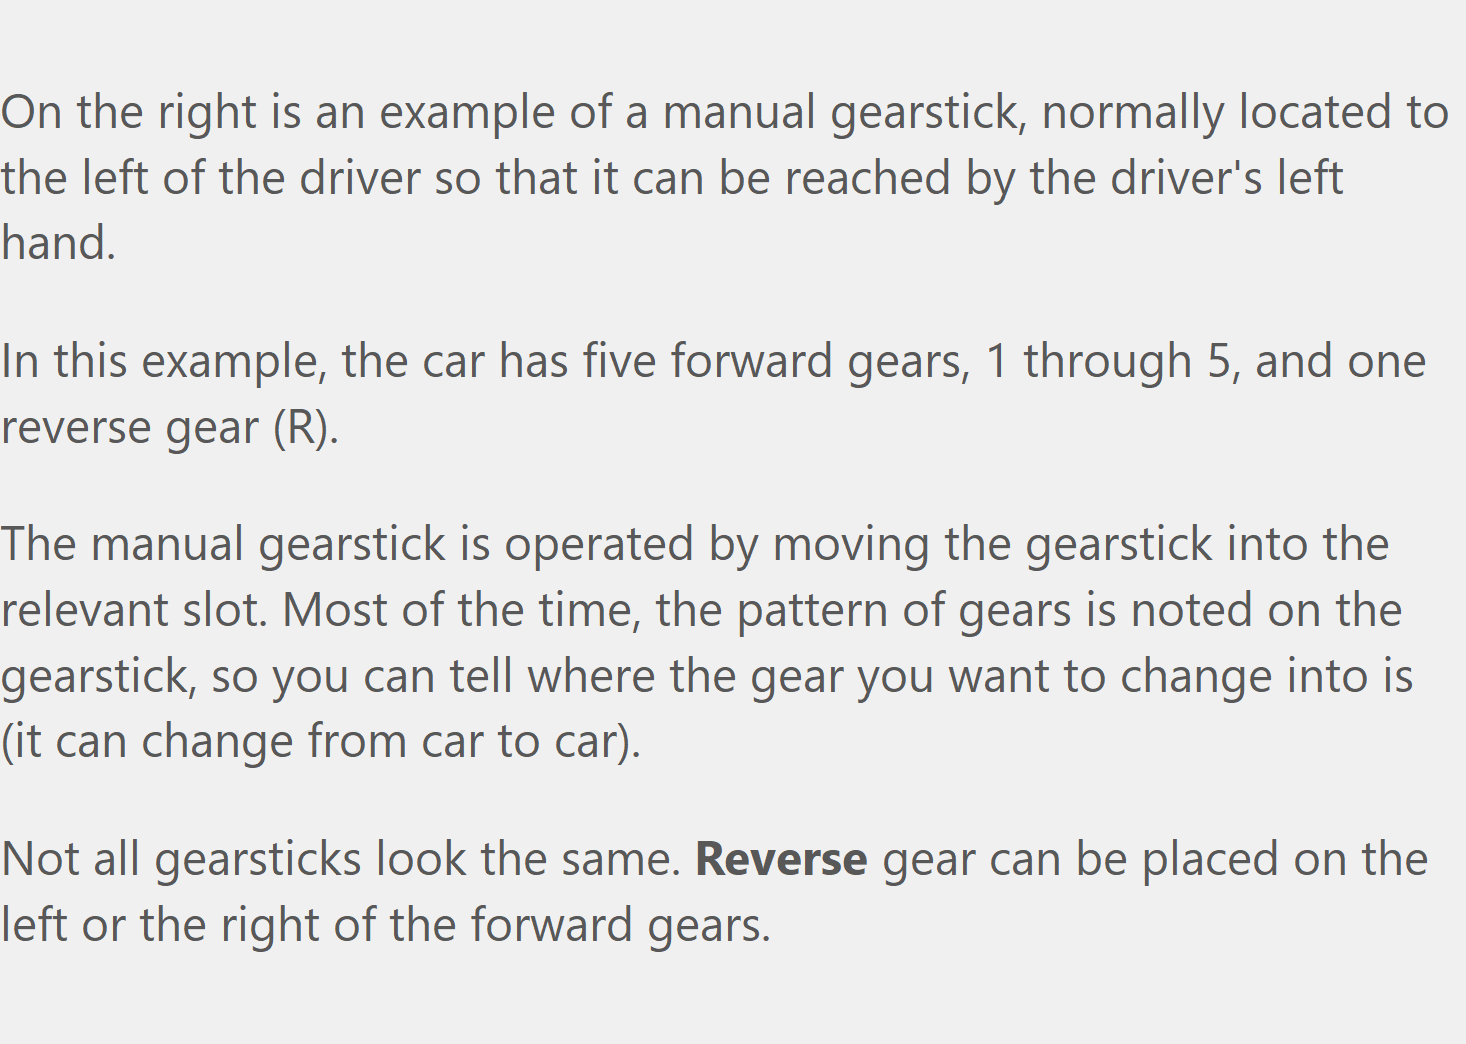 On the right is an example of a manual gearstick, normally located to
the left of the driver so that it can be reached by the driver's left
hand.
In this example, the car has five forward gears, 1 through 5, and one
reverse gear (R).
The manual gearstick is operated by moving the gearstick into the
relevant slot. Most of the time, the pattern of gears is noted on the
gearstick, so you can tell where the gear you want to change into is
(it can change from car to car).
Not all gearsticks look the same. Reverse gear can be placed on the
left or the right of the forward gears.